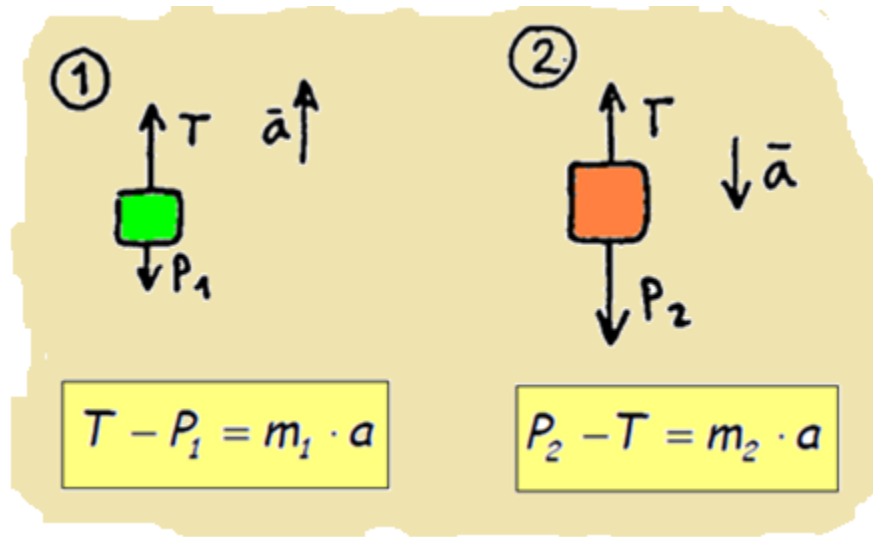 1
T
ā
P₁
T − P₁ = m₁ · a
2
T
ā
P₂
P₂ − T = m₂ · a